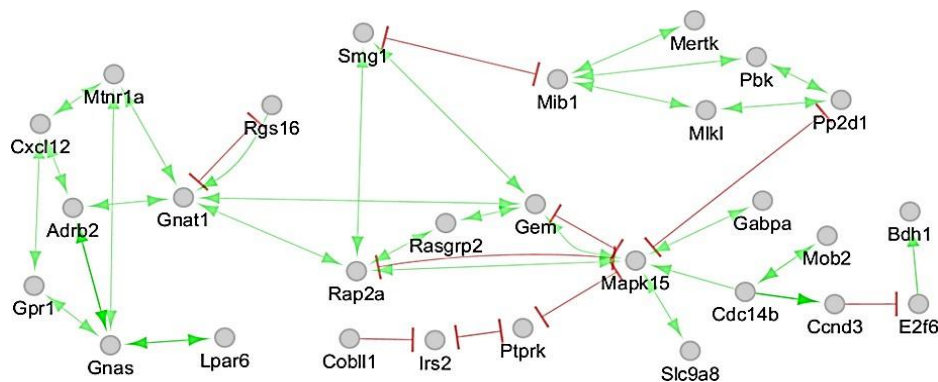 Smg1
Mertk
Pbk
Mib1
Mtnr1a
Rgs16
Mlkl
Pp2d1
Cxcl12
Adrb2
Gnat1
Rasgrp2
Gem
Gabpa
Bdh1
Mob2
Rap2a
Mapk15
Gpr1
Cdc14b
Ccnd3
E2f6
Gnas
Lpar6
Cobll1
Irs2
Ptprk
Slc9a8